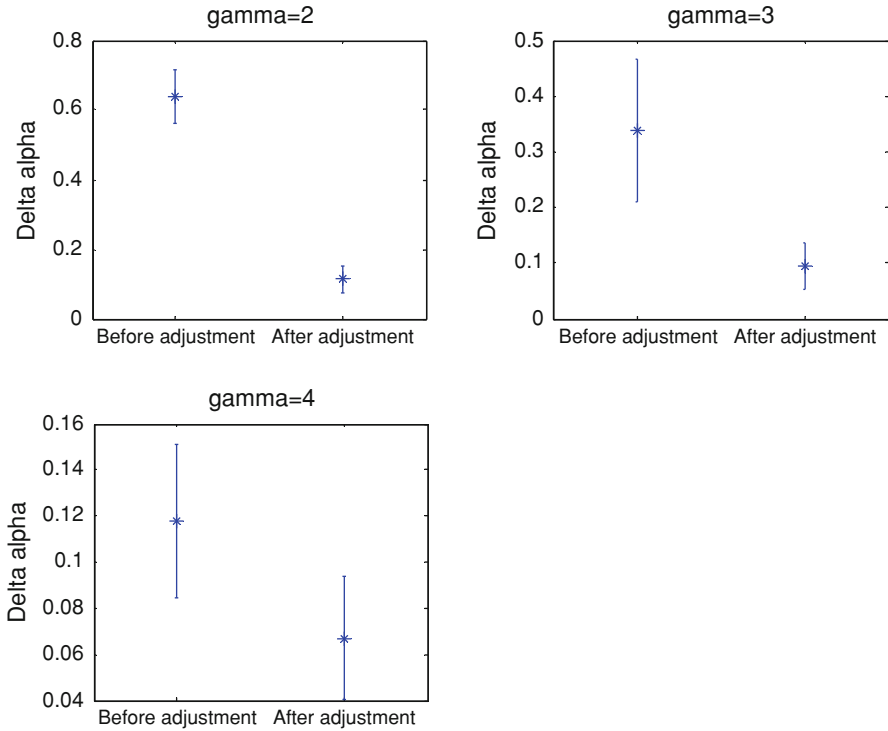 gamma=2
0.8
0.6
0.4
0.2
0
Delta alpha
Before adjustment
After adjustment
gamma=3
0.5
0.4
0.3
0.2
0.1
0
Delta alpha
Before adjustment
After adjustment
gamma=4
0.16
0.14
0.12
0.1
0.08
0.06
0.04
Delta alpha
Before adjustment
After adjustment